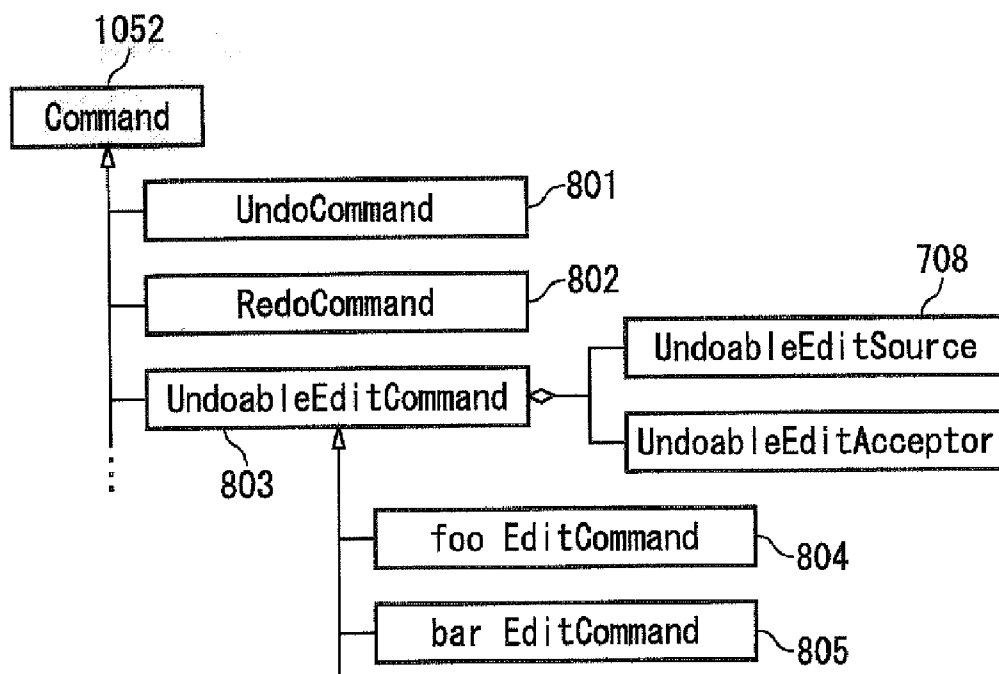 1052
Command
801
UndoCommand
802
RedoCommand
708
UndoableEditSource
UndoableEditCommand
UndoableEditAcceptor
803
foo EditCommand
804
bar EditCommand
805